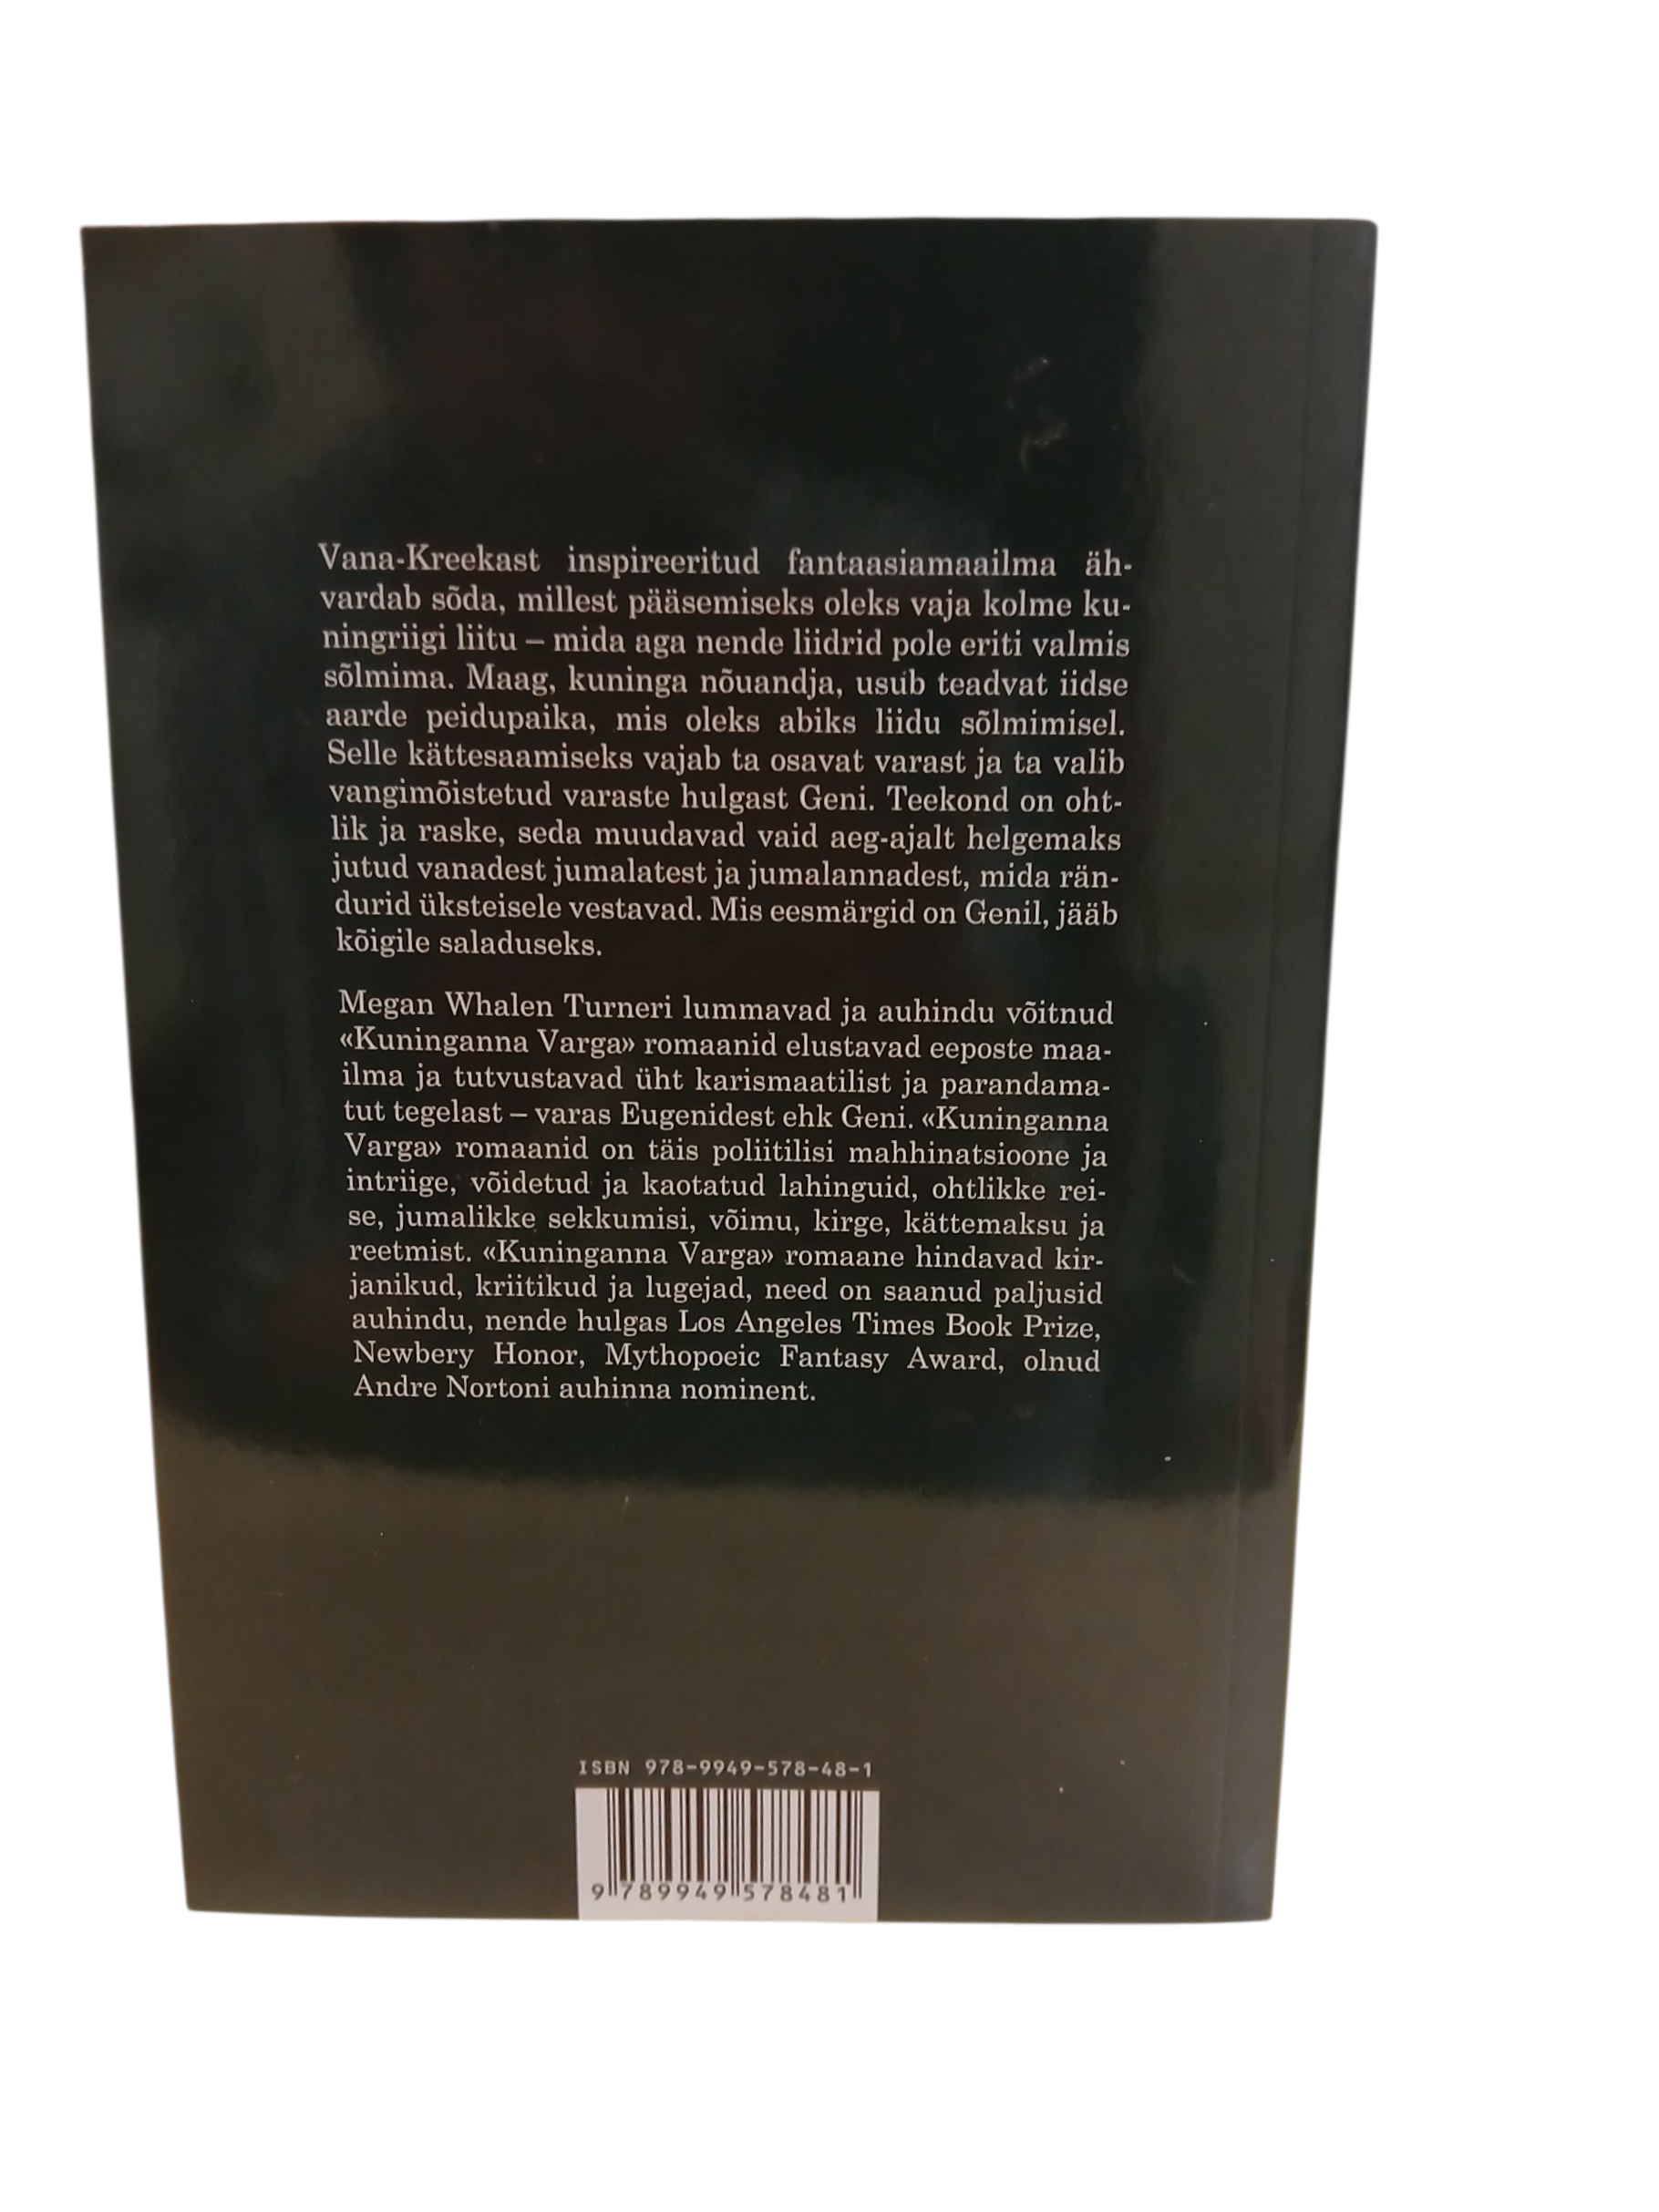 Vana-Kreekast inspireeritud fantaasiamaailma äh-
vardab sõda, millest pääsemiseks oleks vaja kolme ku-
ningriigi liitu – mida aga nende liidrid pole eriti valmis
sõlmima. Maag, kuninga nõuandja, usub teadvat iidse
aarde peidupaika, mis oleks abiks liidu sõlmimisel.
Selle kättesaamiseks vajab ta osavat varast ja ta valib
vangimõistetud varaste hulgast Geni. Teekond on oht-
lik ja raske, seda muudavad vaid aeg-ajalt helgemaks
jutud vanadest jumalatest ja jumalannadest, mida rän-
durid üksteisele vestavad. Mis eesmärgid on Genil, jääb
kõigile saladuseks.
Megan Whalen Turneri lummavad ja auhindu võitnud
«Kuninganna Varga» romaanid elustavad eeposte maa-
ilma ja tutvustavad üht karismaatilist ja parandama-
tut tegelast – varas Eugenidest ehk Geni. «Kuninganna
Varga» romaanid on täis poliitilisi mahhinatsioone ja
intriige, võidetud ja kaotatud lahinguid, ohtlikke rei-
se, jumalikke sekkumisi, võimu, kirge, kättemaksu ja
reetmist. «Kuninganna Varga» romaane hindavad kir-
janikud, kriitikud ja lugejad, need on saanud paljusid
auhindu, nende hulgas Los Angeles Times Book Prize,
Newbery Honor, Mythopoeic Fantasy Award, olnud
Andre Nortoni auhinna nominent.
ISBN 978-9949-578-48-1
9 789949 578481